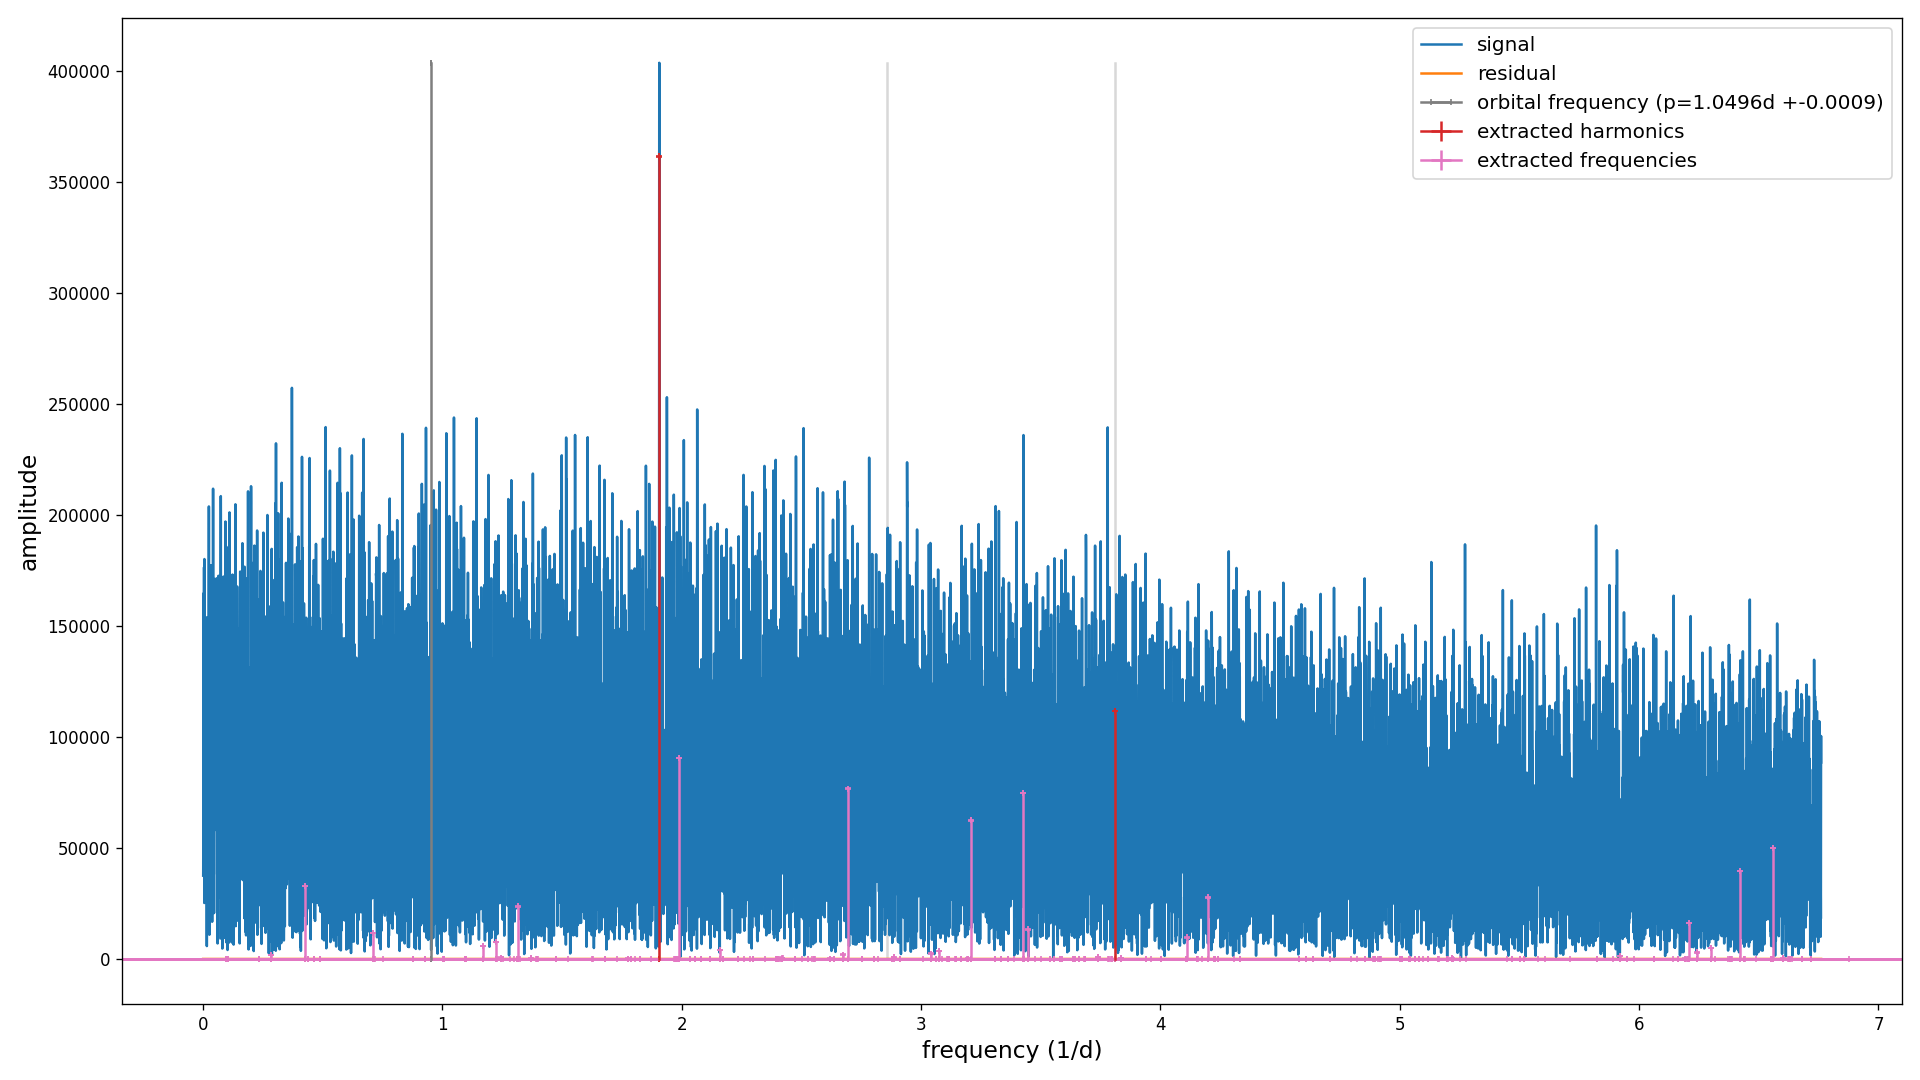 signal
residual
orbital frequency (p=1.0496d +-0.0009)
extracted harmonics
extracted frequencies
400000
350000
300000
250000
200000
150000
100000
50000
0
amplitude
0 1 2 3 4 5 6 7
frequency (1/d)